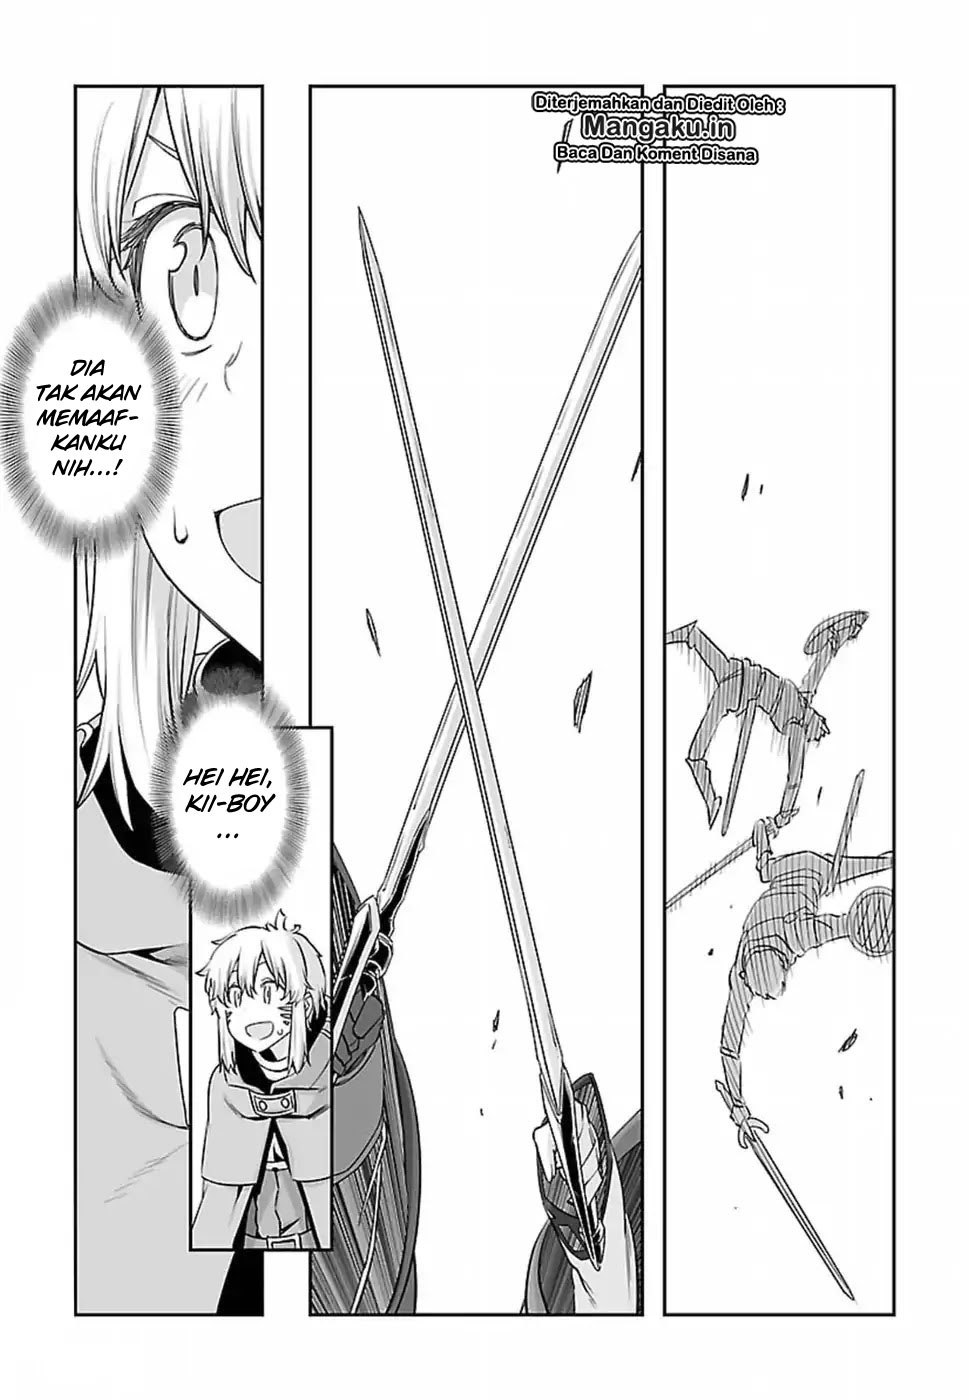 Diterjemahkan dan Diedit Oleh :
Mangaku.in
Baca Dan Koment Disana
DIA
TAK AKAN
MEMAAF-
KANKU
NIH...!
HEI HEI,
KII-BOY
...